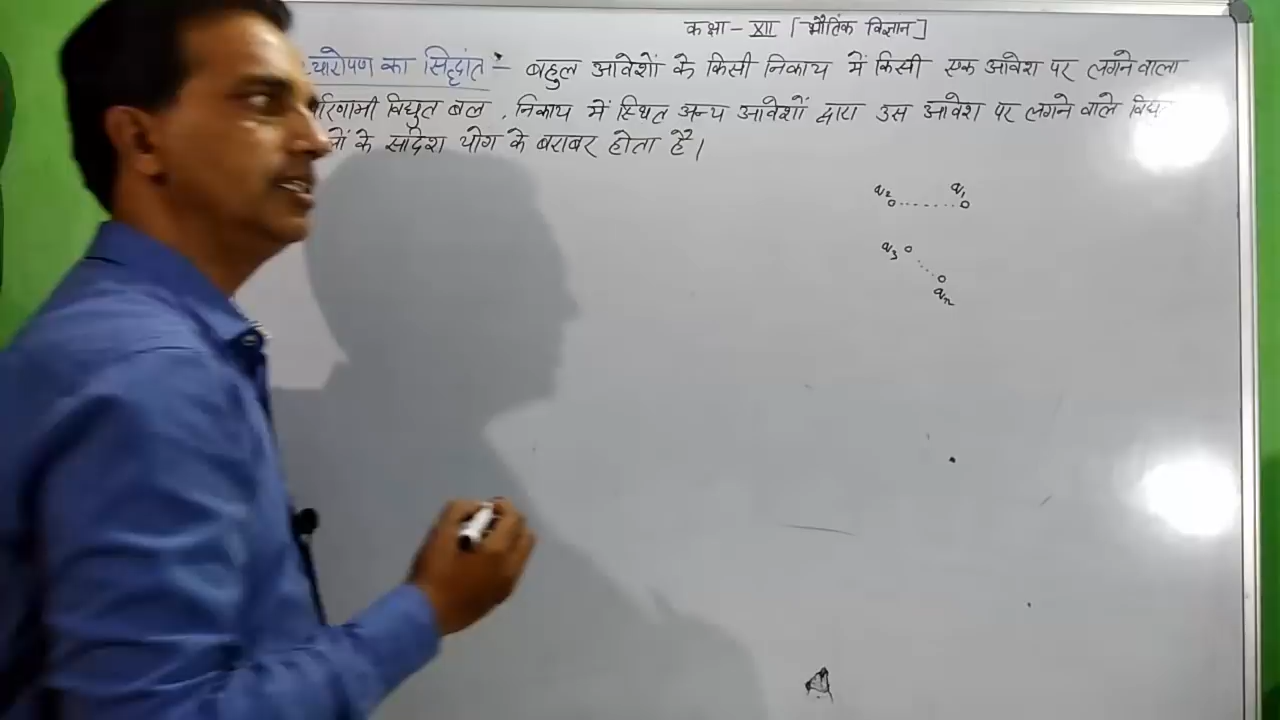 कक्षा - XII [भौतिक विज्ञान]
का सिद्धांत :- बहुल आवेशों के किसी निकाय में किसी एक आवेश पर लगने वाला
विद्युत बल , निकाय में स्थित अन्य आवेशों द्वारा उस आवेश पर लगने वाले
के सदिश योग के बराबर होता है।
q₂ q₁
q₃
qₙ